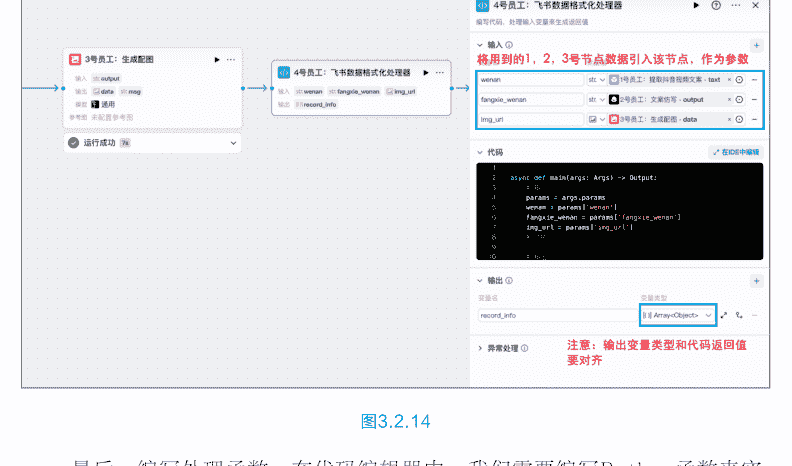 4号员工：飞书数据格式化处理器
编写代码，处理输入变量来生成返回值
输入
将用到的1，2，3号节点数据引入该节点，作为参数
wenan str. 1号员工：提取抖音视频文案 - text
fangxie_wenan str. 2号员工：文案仿写 - output
img_url 3号员工：生成配图 - data
3号员工：生成配图
输入 str. output
输出 data str. msg
模型 通用
参考图 未配置参考图
运行成功 7s
4号员工：飞书数据格式化处理器
输入 str. wenan str. fangxie_wenan img_url
输出 record_info
代码
在IDE中编辑
1
2 async def main(args: Args) -> Output:
3
4 params = args.params
5 wenan = params['wenan']
6 fangxie_wenan = params['fangxie_wenan']
7 img_url = params['img_url']
8
9
10
输出
变量名 变量类型
record_info Array<Object>
异常处理
注意：输出变量类型和代码返回值
要对齐
图3.2.14